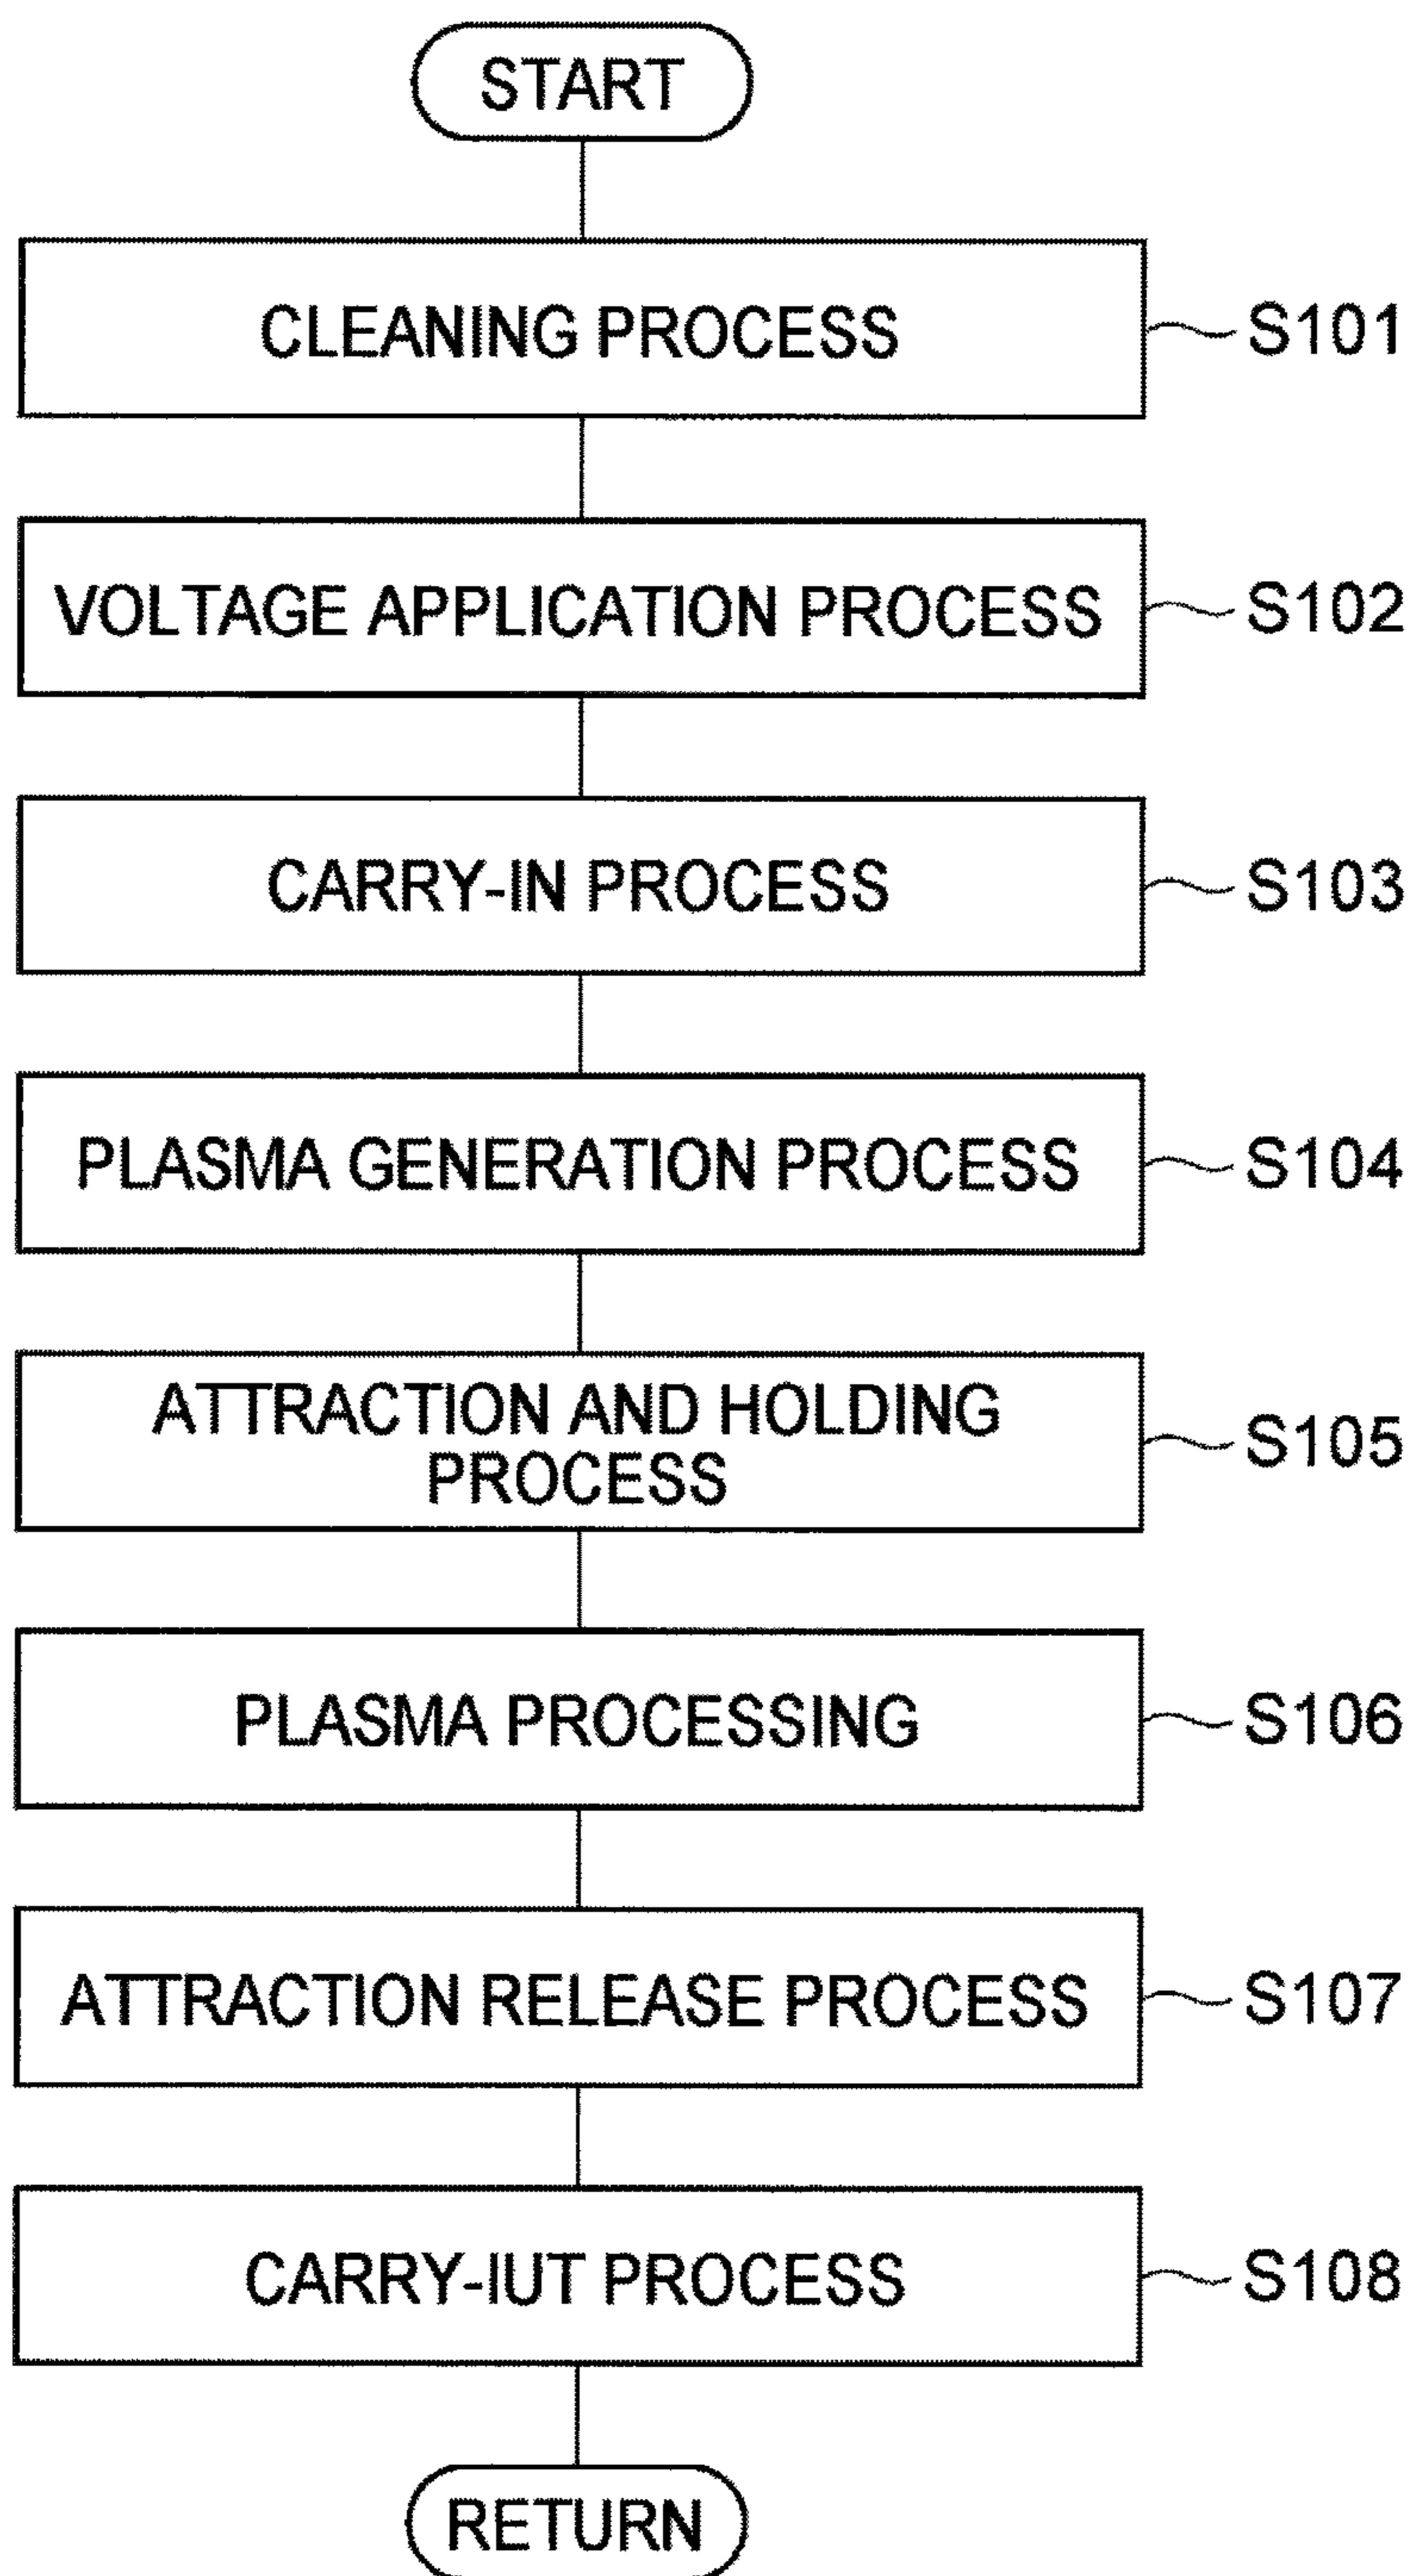 START
CLEANING PROCESS
S101
VOLTAGE APPLICATION PROCESS
S102
CARRY-IN PROCESS
S103
PLASMA GENERATION PROCESS
S104
ATTRACTION AND HOLDING
PROCESS
S105
PLASMA PROCESSING
S106
ATTRACTION RELEASE PROCESS
S107
CARRY-IUT PROCESS
S108
RETURN